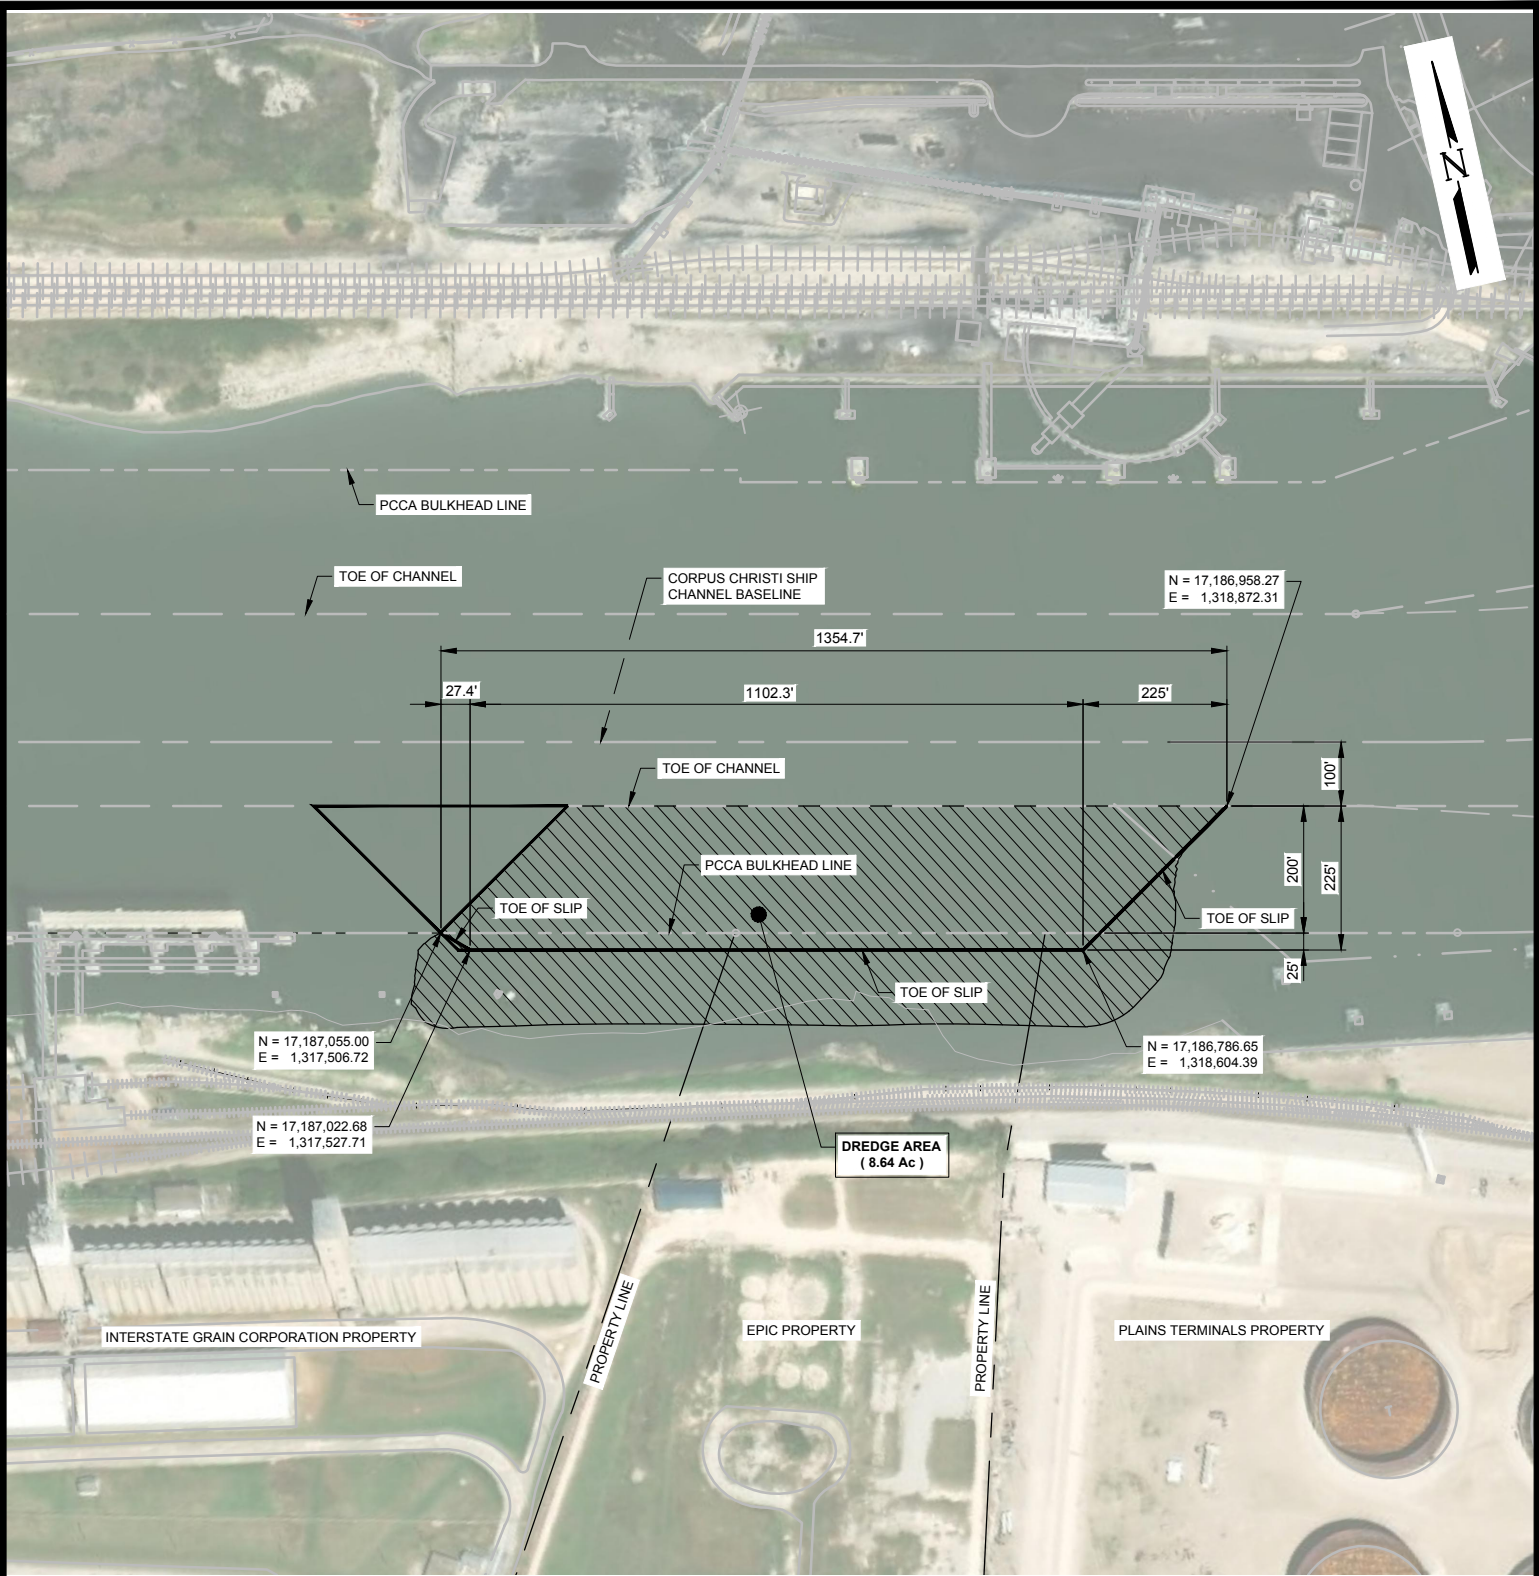 N
PCCA BULKHEAD LINE
TOE OF CHANNEL
CORPUS CHRISTI SHIP
CHANNEL BASELINE
N = 17,186,958.27
E = 1,318,872.31
1354.7'
27.4'
1102.3'
225'
TOE OF CHANNEL
100'
PCCA BULKHEAD LINE
200'
225'
TOE OF SLIP
TOE OF SLIP
25'
TOE OF SLIP
N = 17,187,055.00
E = 1,317,506.72
N = 17,186,786.65
E = 1,318,604.39
N = 17,187,022.68
E = 1,317,527.71
DREDGE AREA
( 8.64 Ac )
PROPERTY LINE
PROPERTY LINE
INTERSTATE GRAIN CORPORATION PROPERTY
EPIC PROPERTY
PLAINS TERMINALS PROPERTY